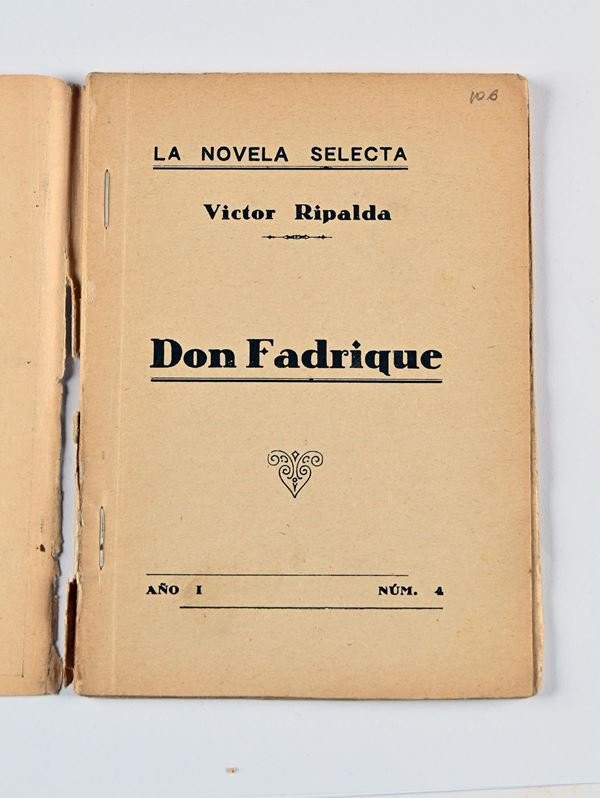 LA NOVELA SELECTA
Victor Ripalda
Don Fadrique
AÑO I NÚM. 4